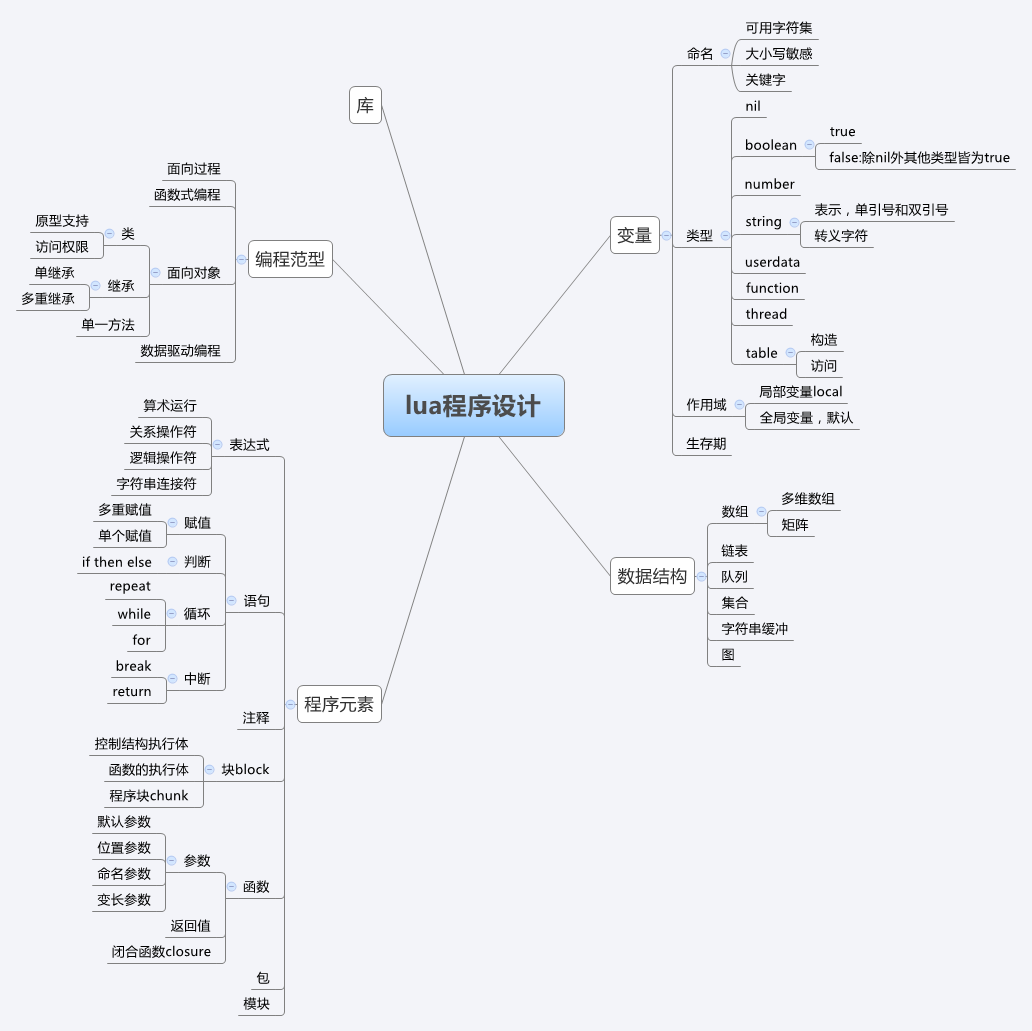 lua程序设计
库
编程范型
面向过程
函数式编程
面向对象
类
原型支持
访问权限
继承
单继承
多重继承
单一方法
数据驱动编程
变量
命名
可用字符集
大小写敏感
关键字
类型
nil
boolean
true
false:除nil外其他类型皆为true
number
string
表示，单引号和双引号
转义字符
userdata
function
thread
table
构造
访问
作用域
局部变量local
全局变量，默认
生存期
数据结构
数组
多维数组
矩阵
链表
队列
集合
字符串缓冲
图
程序元素
表达式
算术运行
关系操作符
逻辑操作符
字符串连接符
语句
赋值
多重赋值
单个赋值
判断
if then else
循环
repeat
while
for
中断
break
return
注释
块block
控制结构执行体
函数的执行体
程序块chunk
函数
参数
默认参数
位置参数
命名参数
变长参数
返回值
闭合函数closure
包
模块